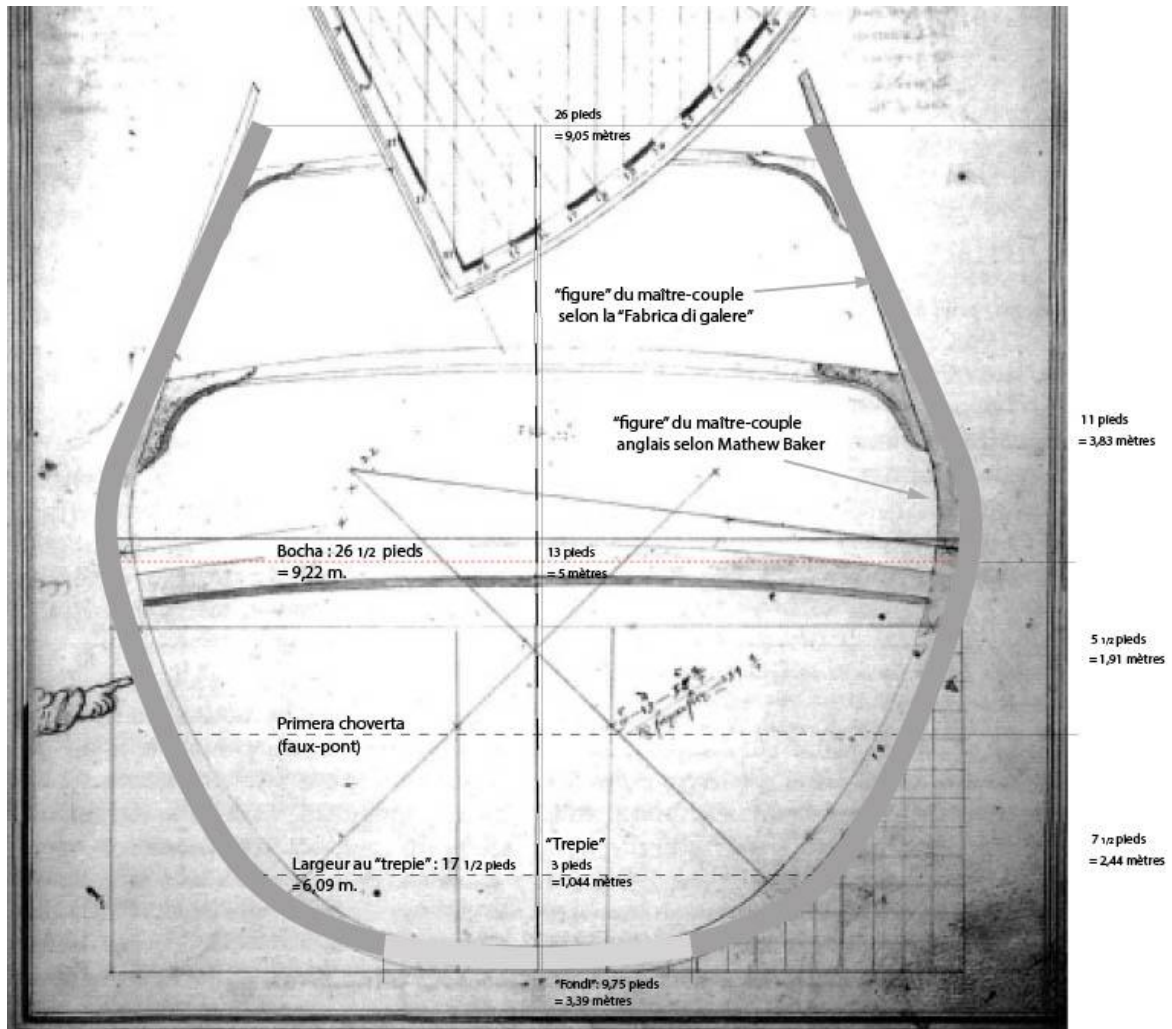 26 pieds
= 9,05 mètres
"figure" du maître-couple
selon la "Fabrica di galere"
"figure" du maître-couple
anglais selon Mathew Baker
11 pieds
= 3,83 mètres
Bocha : 26 1/2 pieds
= 9,22 m.
13 pieds
= 5 mètres
5 1/2 pieds
= 1,91 mètres
Primera choverta
(faux-pont)
"Trepie"
3 pieds
=1,044 mètres
Largeur au "trepie" : 17 1/2 pieds
=6,09 m.
7 1/2 pieds
= 2,44 mètres
"Fondi": 9,75 pieds
= 3,39 mètres